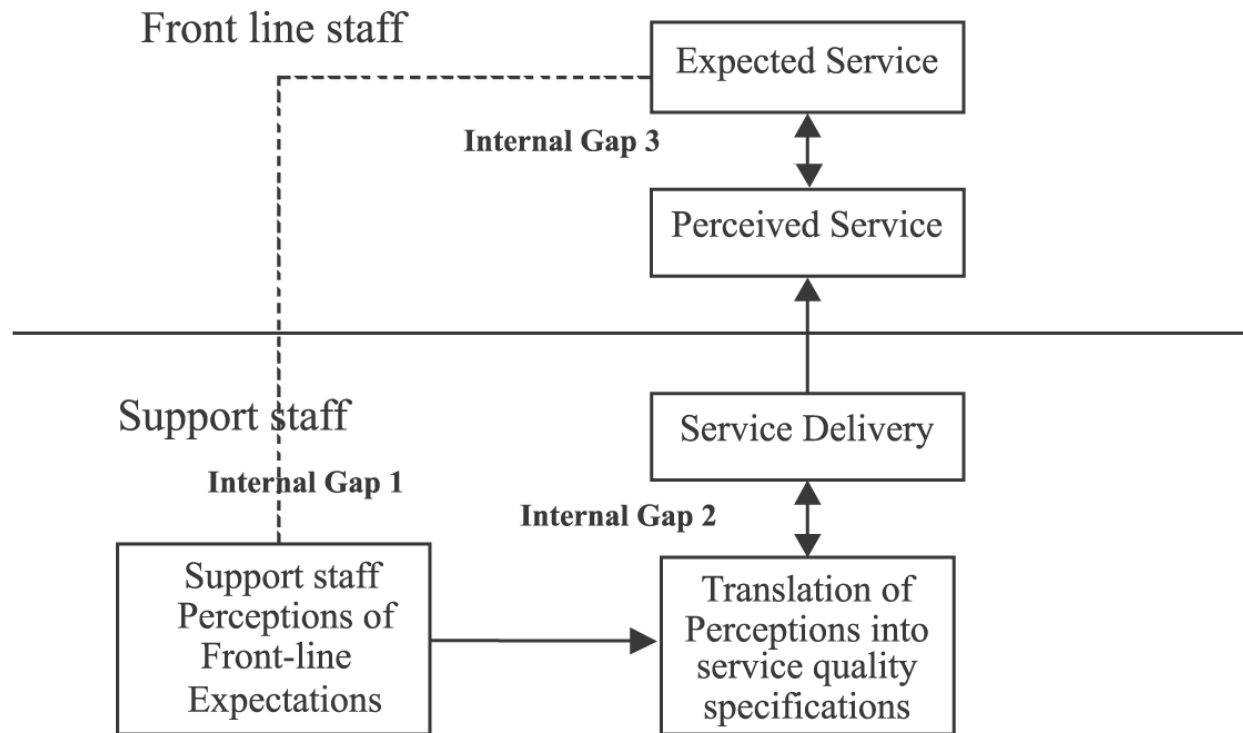 Front line staff
Expected Service
Internal Gap 3
Perceived Service
Support staff
Service Delivery
Internal Gap 1
Internal Gap 2
Support staff
Perceptions of
Front-line
Expectations
Translation of
Perceptions into
service quality
specifications